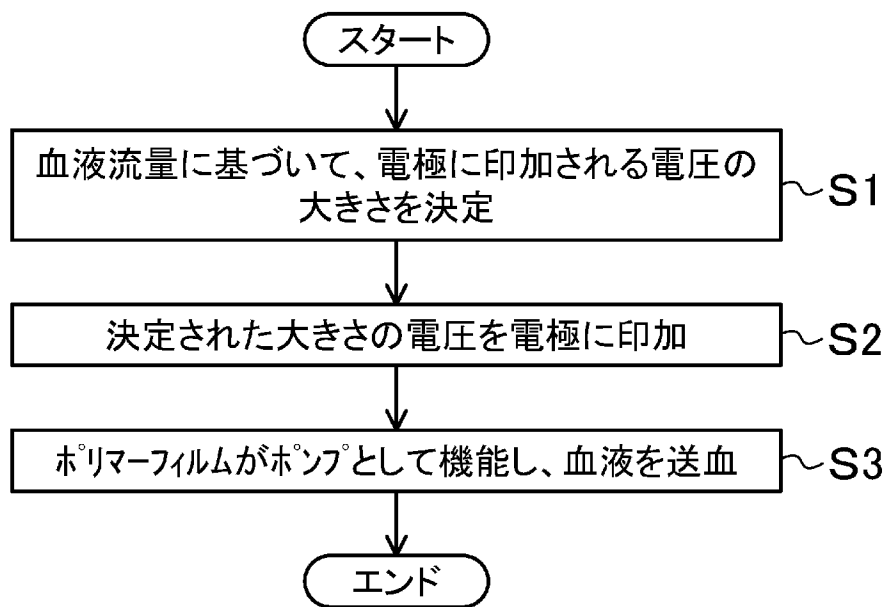 スタート
血液流量に基づいて、電極に印加される電圧の
大きさを決定
S1
決定された大きさの電圧を電極に印加
S2
ﾎﾟﾘﾏｰﾌｨﾙﾑがﾎﾟﾝﾌﾟとして機能し、血液を送血
S3
エンド